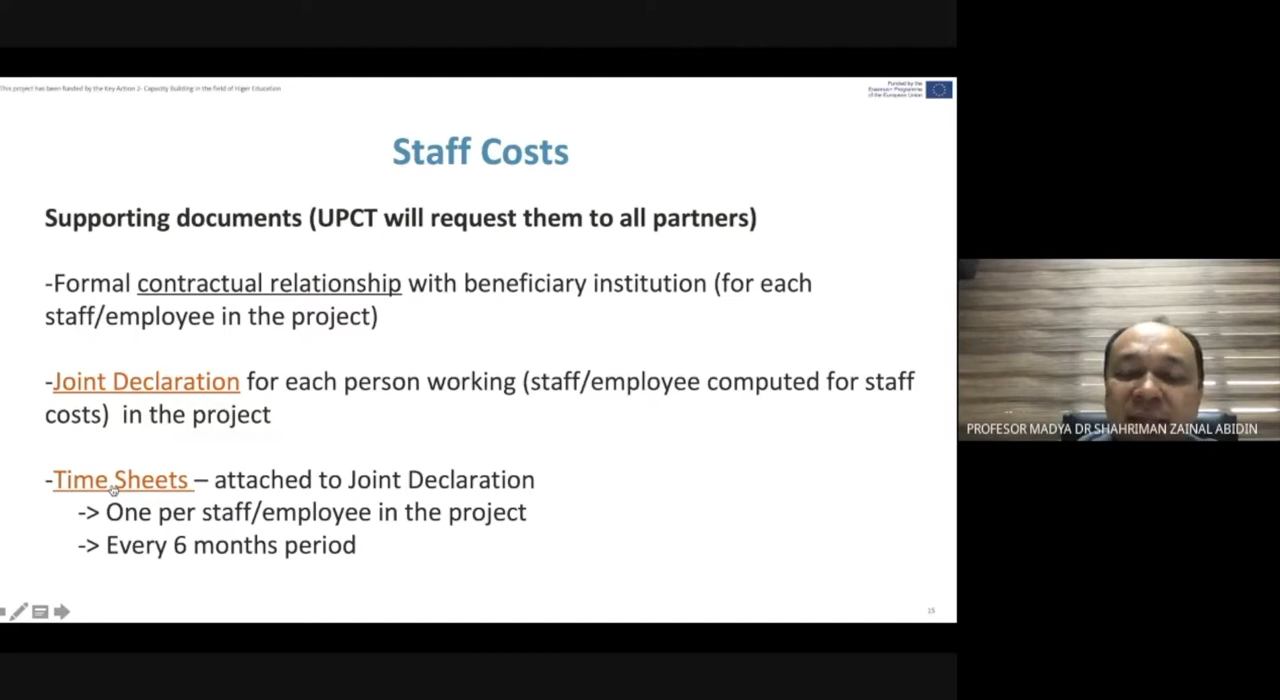 This project has been funded by the Key Action 2- Capacity Building in the field of Higer Education
Funded by the
Erasmus+ Programme
of the European Union
Staff Costs
Supporting documents (UPCT will request them to all partners)
-Formal contractual relationship with beneficiary institution (for each
staff/employee in the project)
-Joint Declaration for each person working (staff/employee computed for staff
costs)  in the project
-Time Sheets – attached to Joint Declaration
-> One per staff/employee in the project
-> Every 6 months period
15
PROFESOR MADYA DR SHAHRIMAN ZAINAL ABIDIN